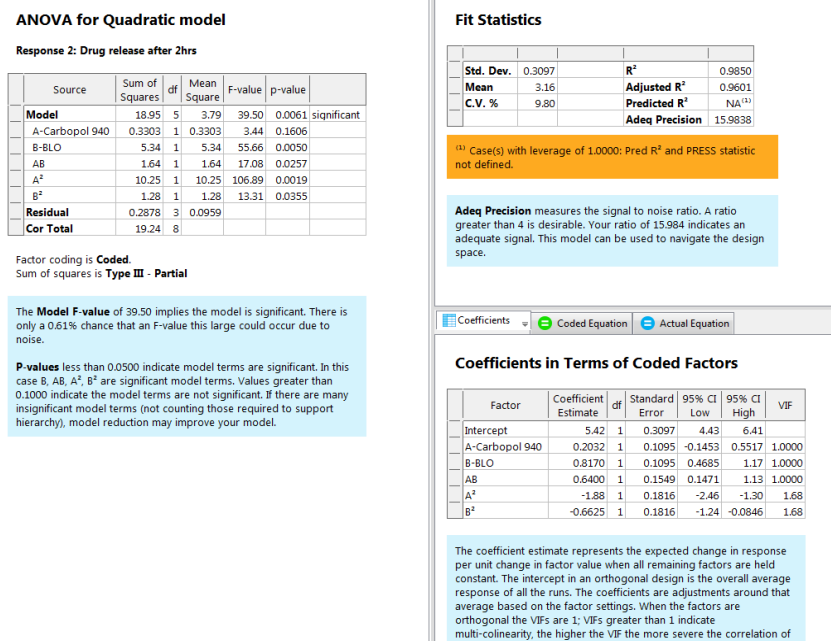 ANOVA for Quadratic model
Response 2: Drug release after 2hrs
Source Sum of Squares df Mean Square F-value p-value
Model 18.95 5 3.79 39.50 0.0061 significant
A-Carbopol 940 0.3303 1 0.3303 3.44 0.1606
B-BLO 5.34 1 5.34 55.66 0.0050
AB 1.64 1 1.64 17.08 0.0257
A² 10.25 1 10.25 106.89 0.0019
B² 1.28 1 1.28 13.31 0.0355
Residual 0.2878 3 0.0959
Cor Total 19.24 8
Factor coding is Coded.
Sum of squares is Type III - Partial
The Model F-value of 39.50 implies the model is significant. There is
only a 0.61% chance that an F-value this large could occur due to
noise.
P-values less than 0.0500 indicate model terms are significant. In this
case B, AB, A², B² are significant model terms. Values greater than
0.1000 indicate the model terms are not significant. If there are many
insignificant model terms (not counting those required to support
hierarchy), model reduction may improve your model.
Fit Statistics
Std. Dev. 0.3097 R² 0.9850
Mean 3.16 Adjusted R² 0.9601
C.V. % 9.80 Predicted R² NA⁽¹⁾
Adeq Precision 15.9838
⁽¹⁾ Case(s) with leverage of 1.0000: Pred R² and PRESS statistic
not defined.
Adeq Precision measures the signal to noise ratio. A ratio
greater than 4 is desirable. Your ratio of 15.984 indicates an
adequate signal. This model can be used to navigate the design
space.
Coefficients Coded Equation Actual Equation
Coefficients in Terms of Coded Factors
Factor Coefficient Estimate df Standard Error 95% CI Low 95% CI High VIF
Intercept 5.42 1 0.3097 4.43 6.41
A-Carbopol 940 0.2032 1 0.1095 -0.1453 0.5517 1.0000
B-BLO 0.8170 1 0.1095 0.4685 1.17 1.0000
AB 0.6400 1 0.1549 0.1471 1.13 1.0000
A² -1.88 1 0.1816 -2.46 -1.30 1.68
B² -0.6625 1 0.1816 -1.24 -0.0846 1.68
The coefficient estimate represents the expected change in response
per unit change in factor value when all remaining factors are held
constant. The intercept in an orthogonal design is the overall average
response of all the runs. The coefficients are adjustments around that
average based on the factor settings. When the factors are
orthogonal the VIFs are 1; VIFs greater than 1 indicate
multi-colinearity, the higher the VIF the more severe the correlation of